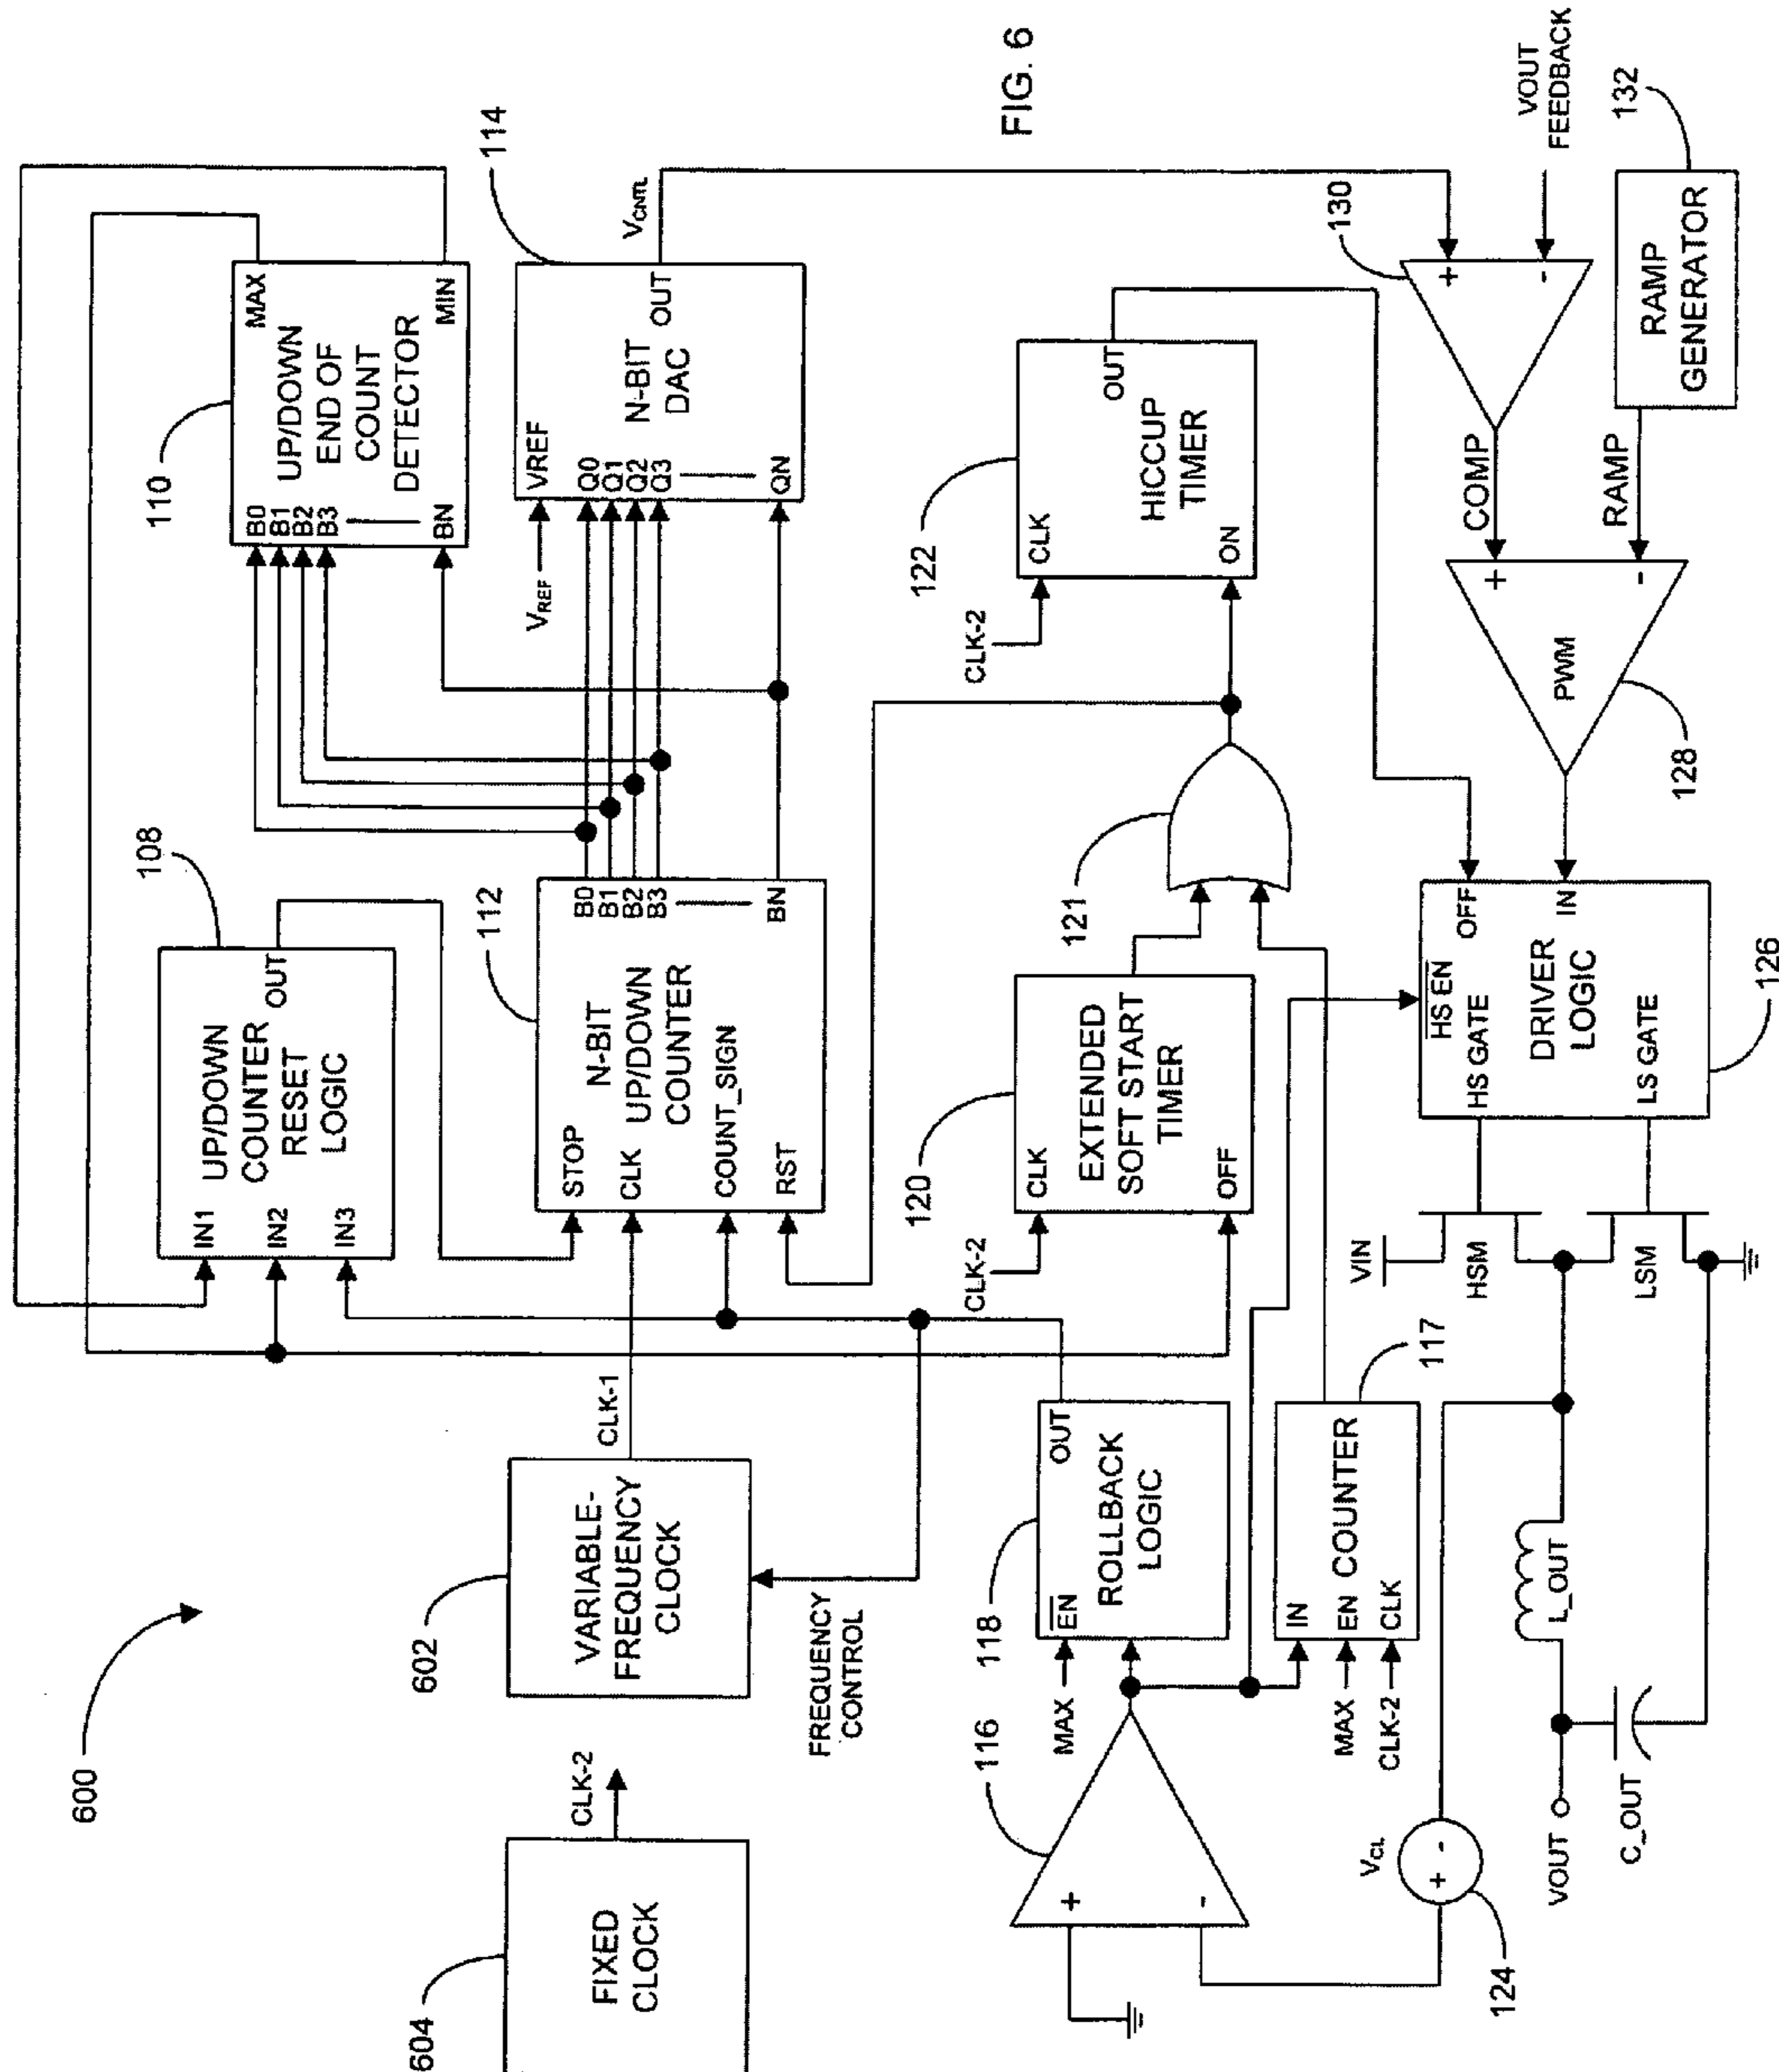 600
604
FIXED
CLOCK
CLK-2
602
VARIABLE-
FREQUENCY
CLOCK
FREQUENCY
CONTROL
CLK-1
108
IN1
IN2
IN3
UP/DOWN
COUNTER
RESET
LOGIC
OUT
112
STOP
CLK
COUNT_SIGN
RST
N-BIT
UP/DOWN
COUNTER
B0
B1
B2
B3
BN
110
B0
B1
B2
B3
BN
UP/DOWN
END OF
COUNT
DETECTOR
MAX
MIN
114
VREF
VREF
Q0
Q1
Q2
Q3
QN
N-BIT
DAC
OUT
VCNTL
116
+
-
MAX
EN
118
ROLLBACK
LOGIC
OUT
IN
EN
CLK
MAX
CLK-2
COUNTER
117
CLK-2
120
CLK
OFF
EXTENDED
SOFT START
TIMER
121
CLK-2
122
CLK
ON
HICCUP
TIMER
OUT
FIG. 6
VCL
+ -
124
VOUT
C_OUT
L_OUT
VIN
HSM
LSM
HS EN
OFF
HS GATE
LS GATE
DRIVER
LOGIC
IN
126
PWM
+
-
128
COMP
RAMP
130
+
-
VOUT
FEEDBACK
RAMP
GENERATOR
132